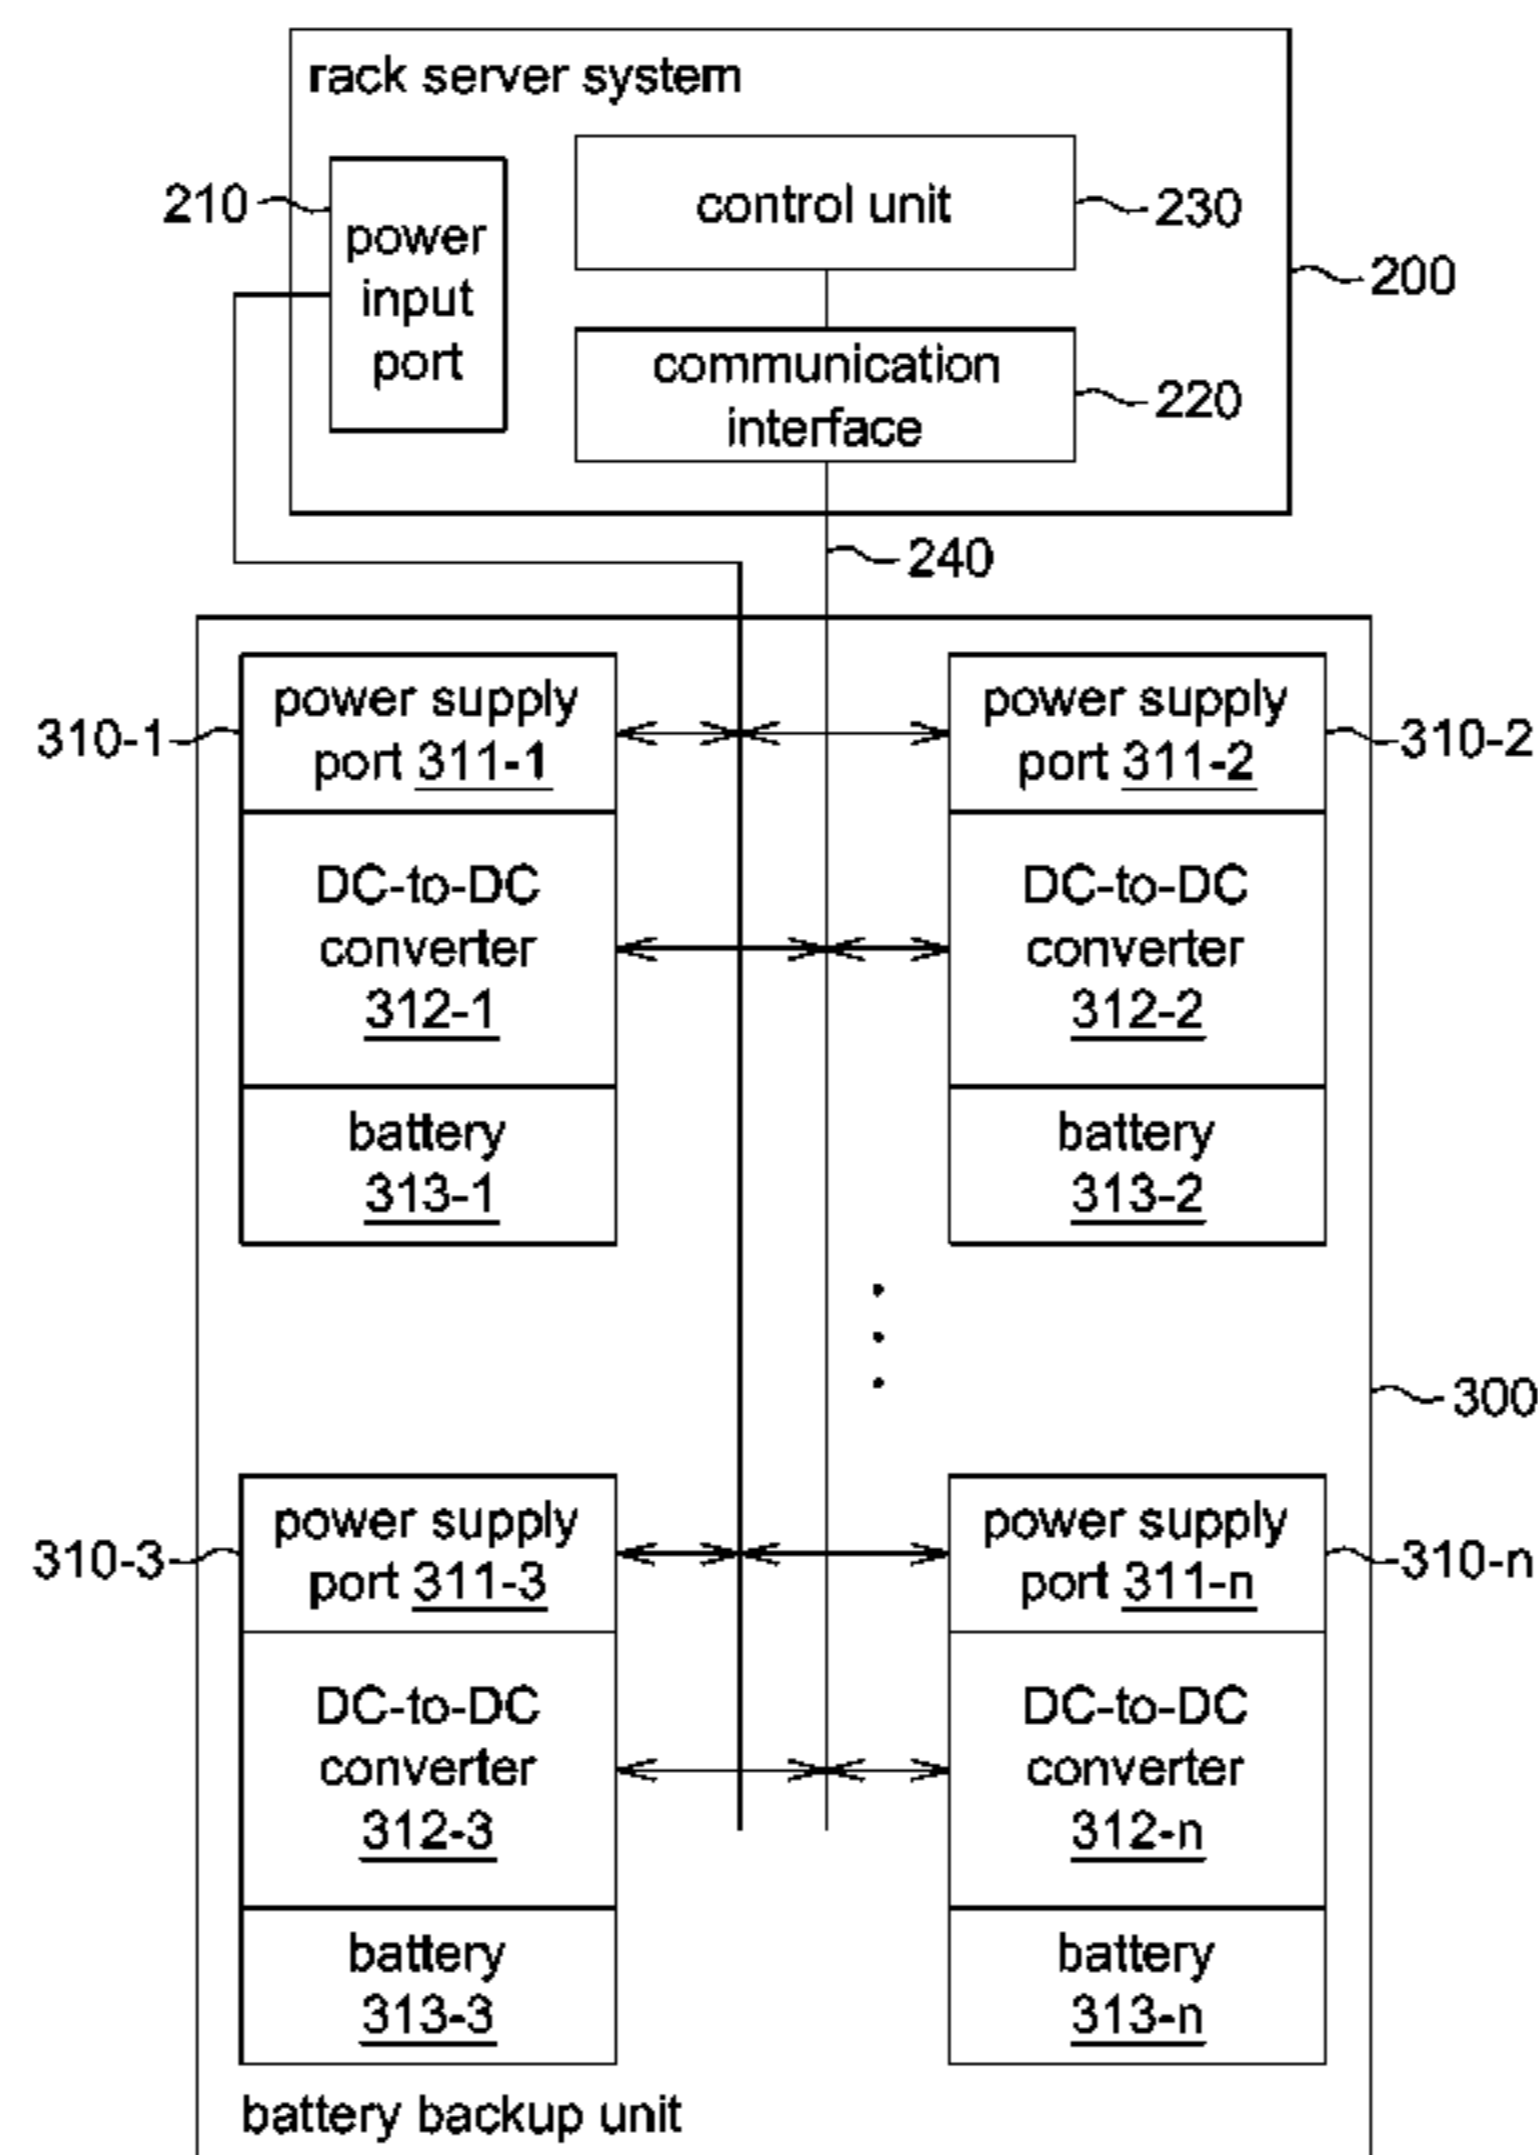 rack server system
210
power
input
port
control unit
230
200
communication
interface
220
240
310-1
power supply
port 311-1
DC-to-DC
converter
312-1
battery
313-1
power supply
port 311-2
310-2
DC-to-DC
converter
312-2
battery
313-2
300
310-3
power supply
port 311-3
DC-to-DC
converter
312-3
battery
313-3
power supply
port 311-n
310-n
DC-to-DC
converter
312-n
battery
313-n
battery backup unit